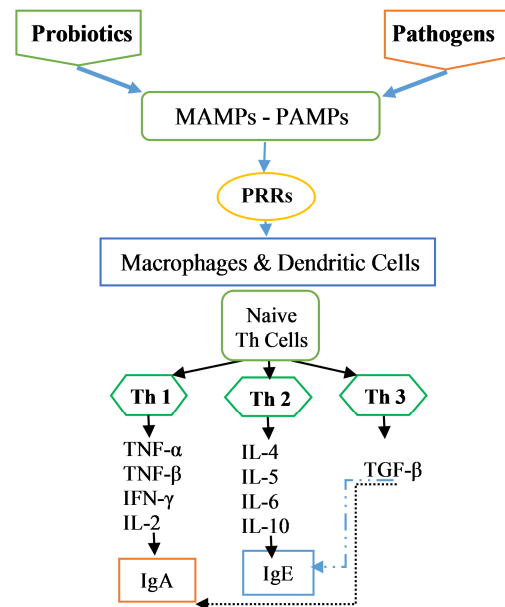 Probiotics
Pathogens
MAMPs - PAMPs
PRRs
Macrophages & Dendritic Cells
Naive
Th Cells
Th 1
Th 2
Th 3
TNF-α
TNF-β
IFN-γ
IL-2
IL-4
IL-5
IL-6
IL-10
TGF-β
IgA
IgE